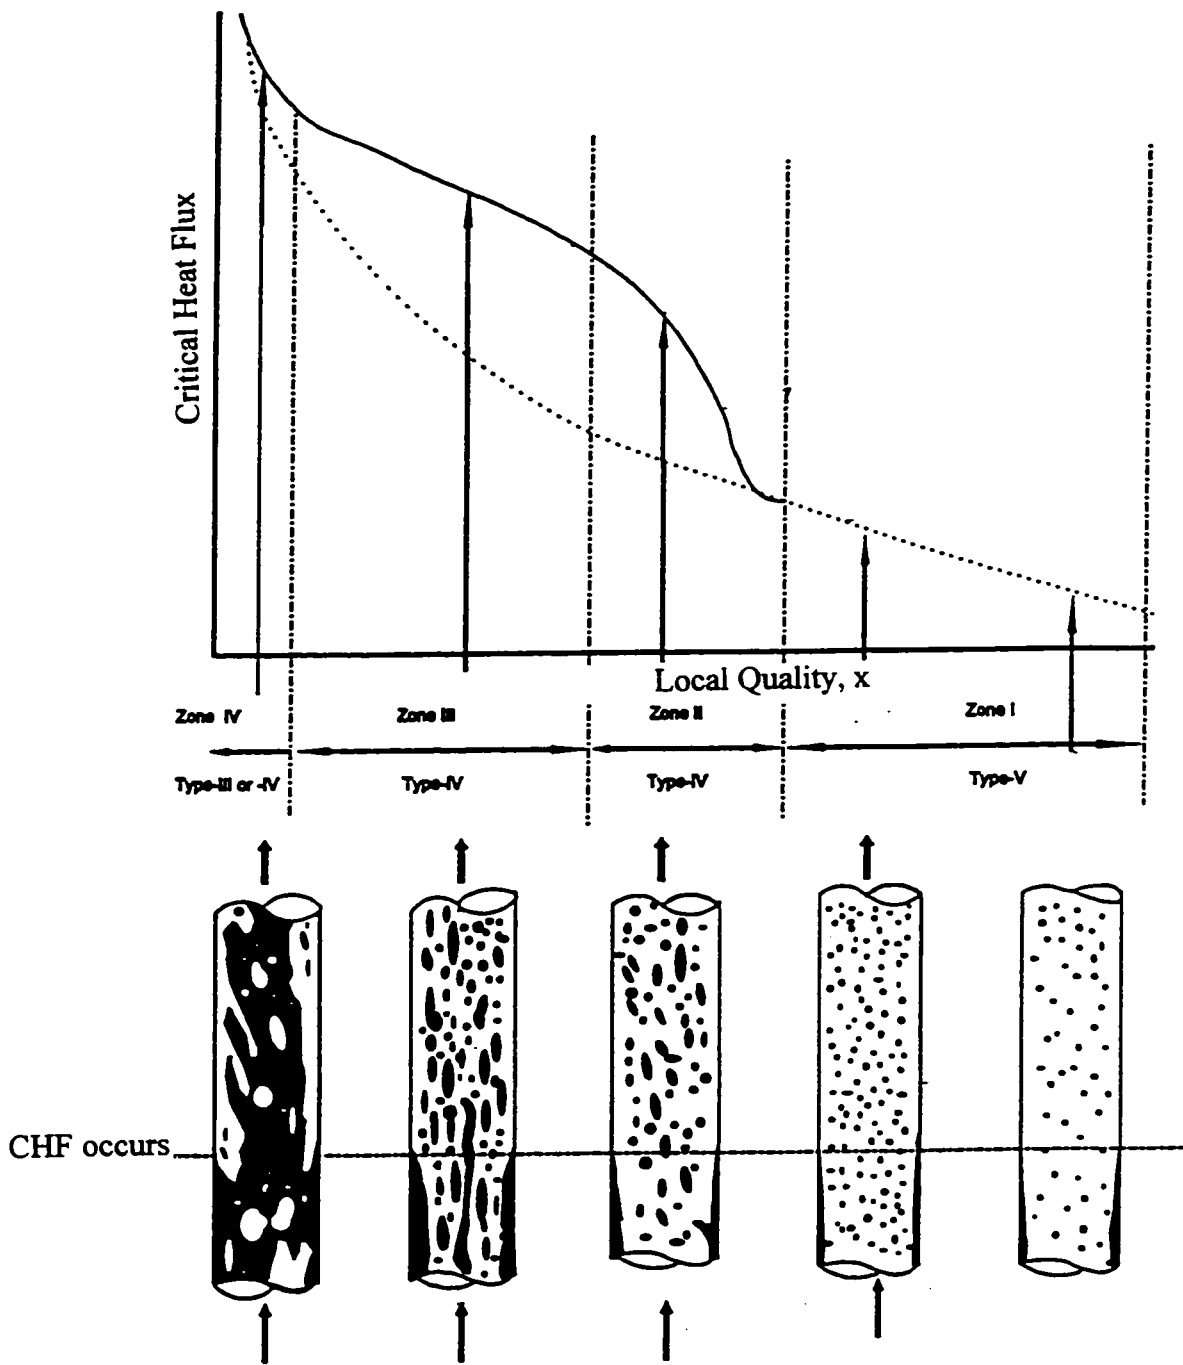 Critical Heat Flux
Local Quality, x
Zone IV
Zone III
Zone II
Zone I
Type-III or -IV
Type-IV
Type-IV
Type-V
CHF occurs